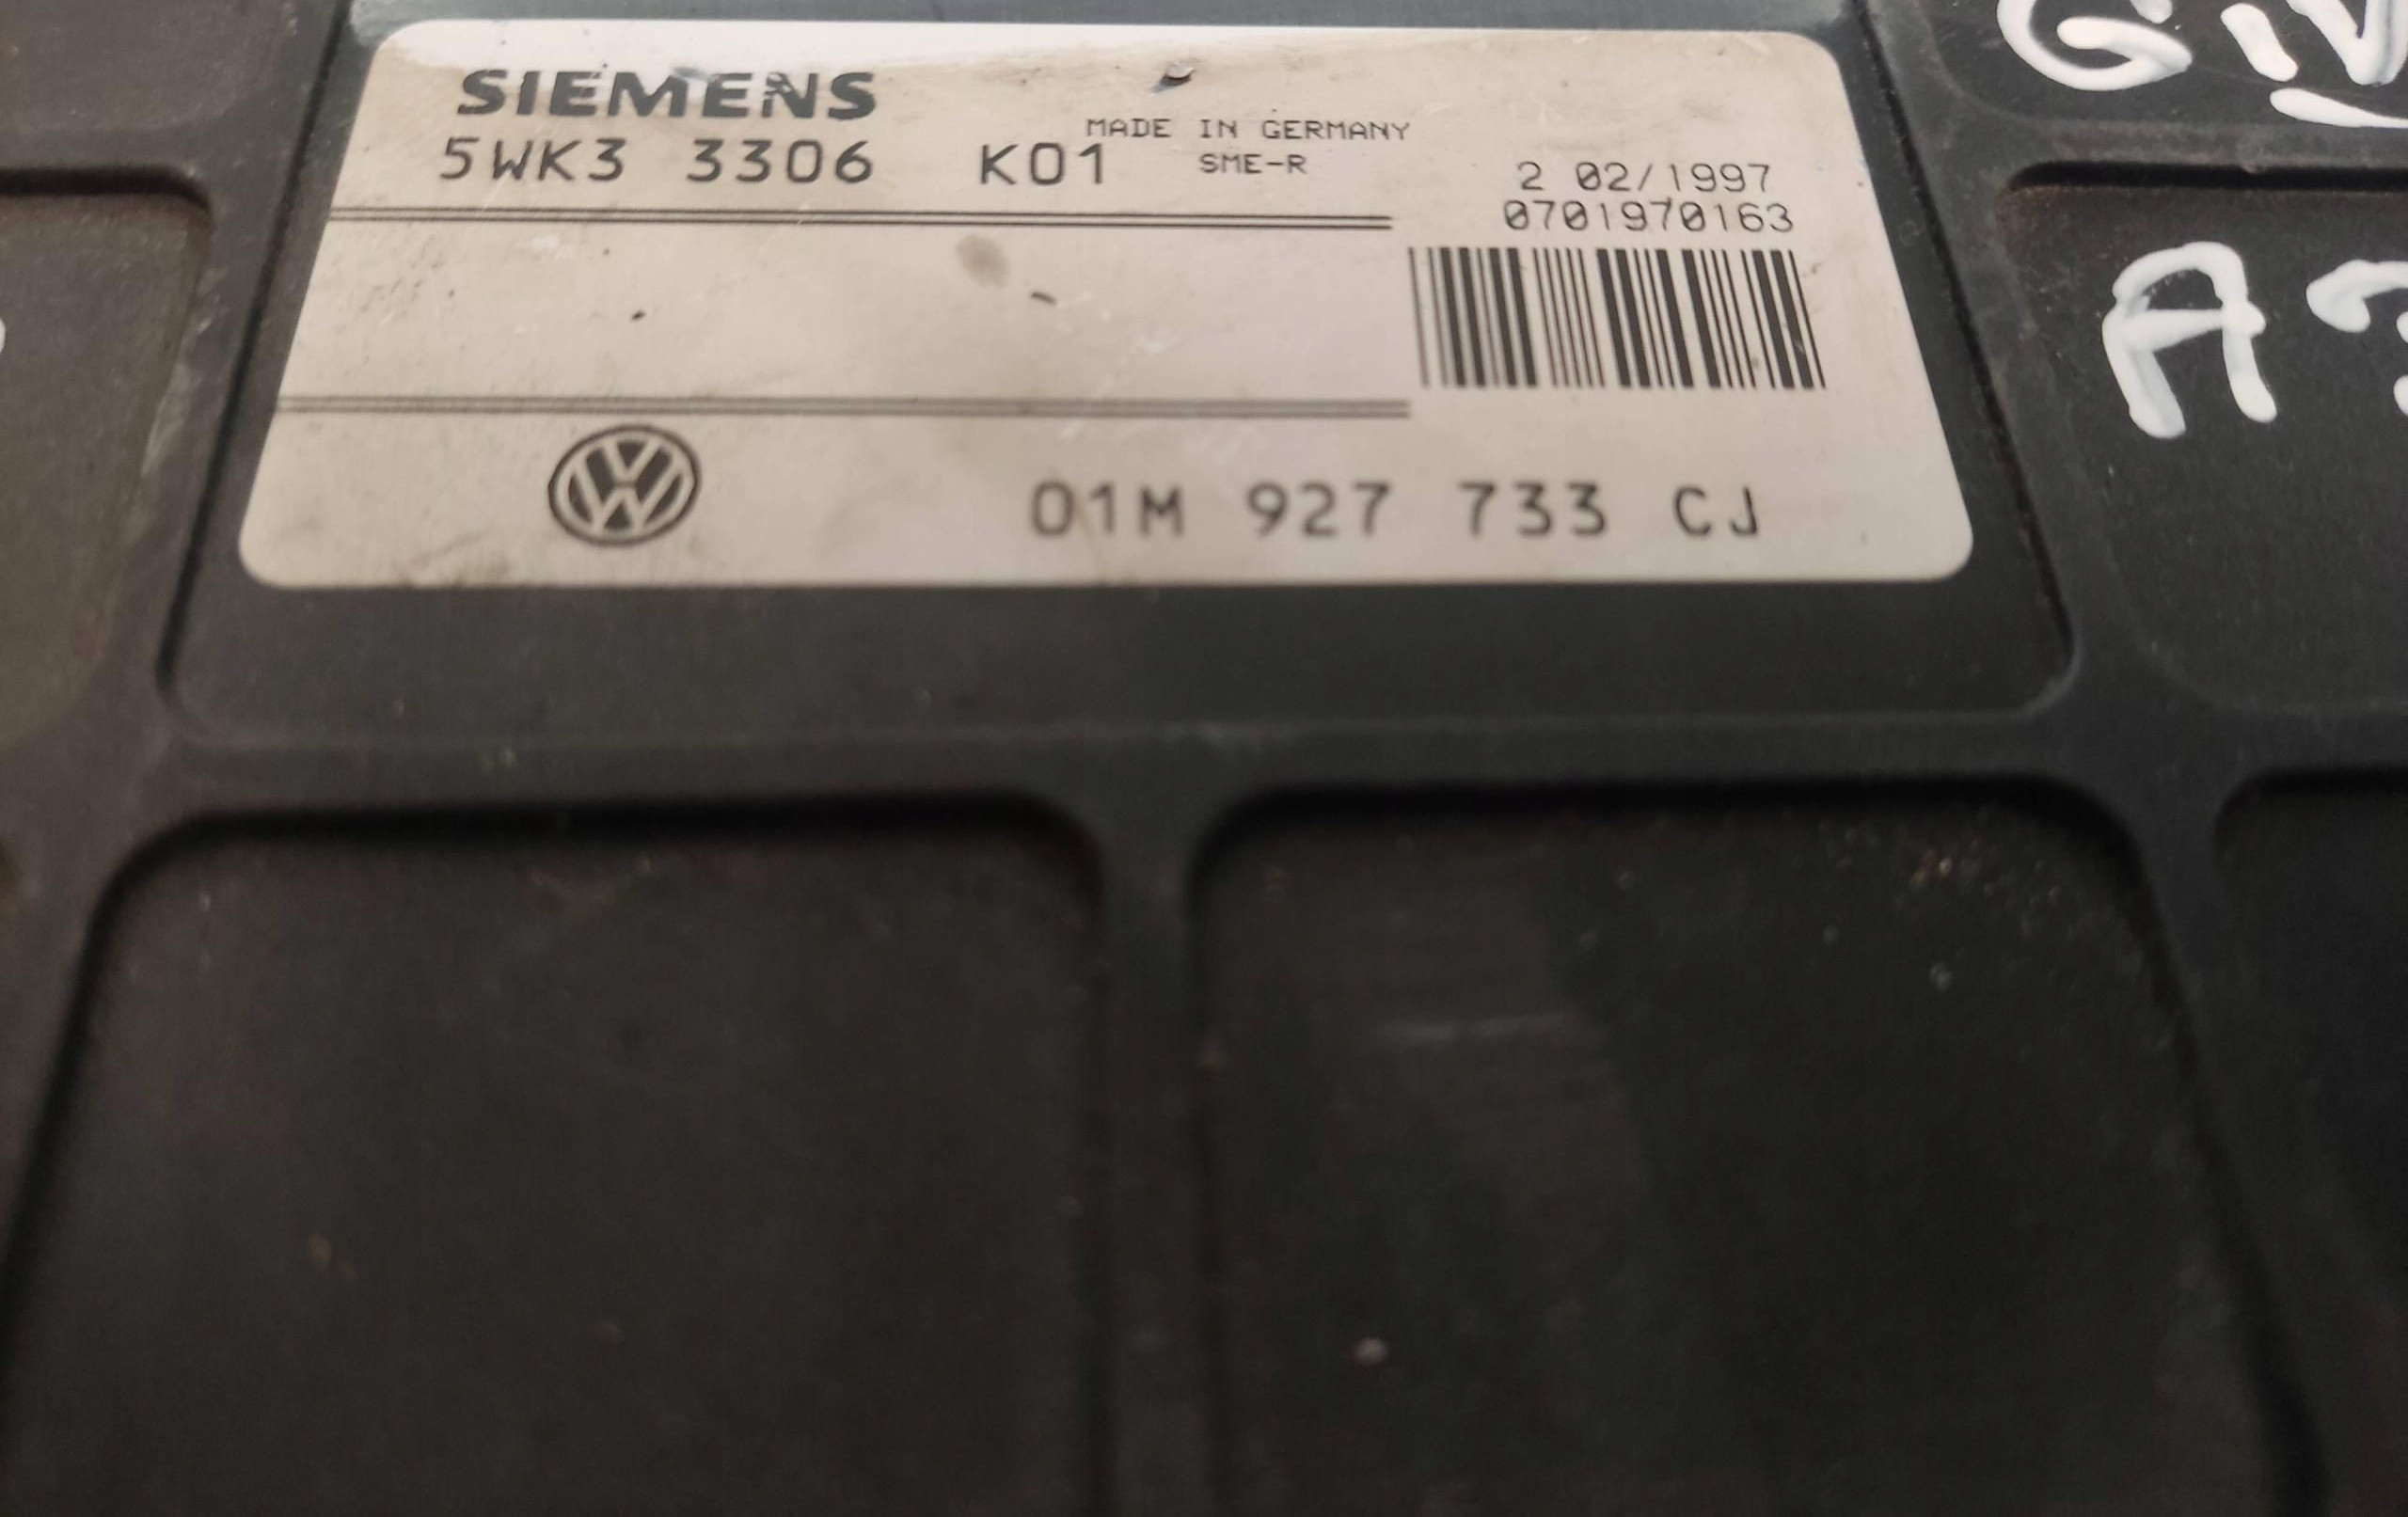 SIEMENS
MADE IN GERMANY
5WK3 3306 K01 SME-R
2 02/1997
0701970163
01M 927 733 CJ